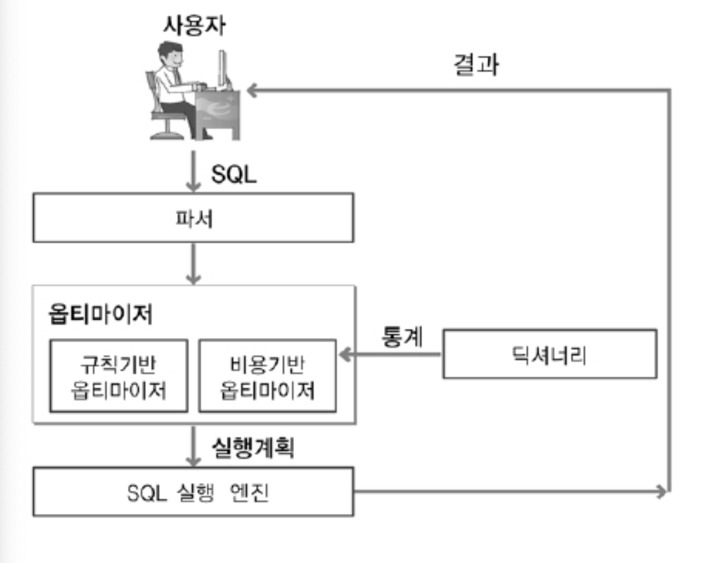 사용자
결과
SQL
파서
옵티마이저
규칙기반
옵티마이저
비용기반
옵티마이저
통계
딕셔너리
실행계획
SQL 실행 엔진